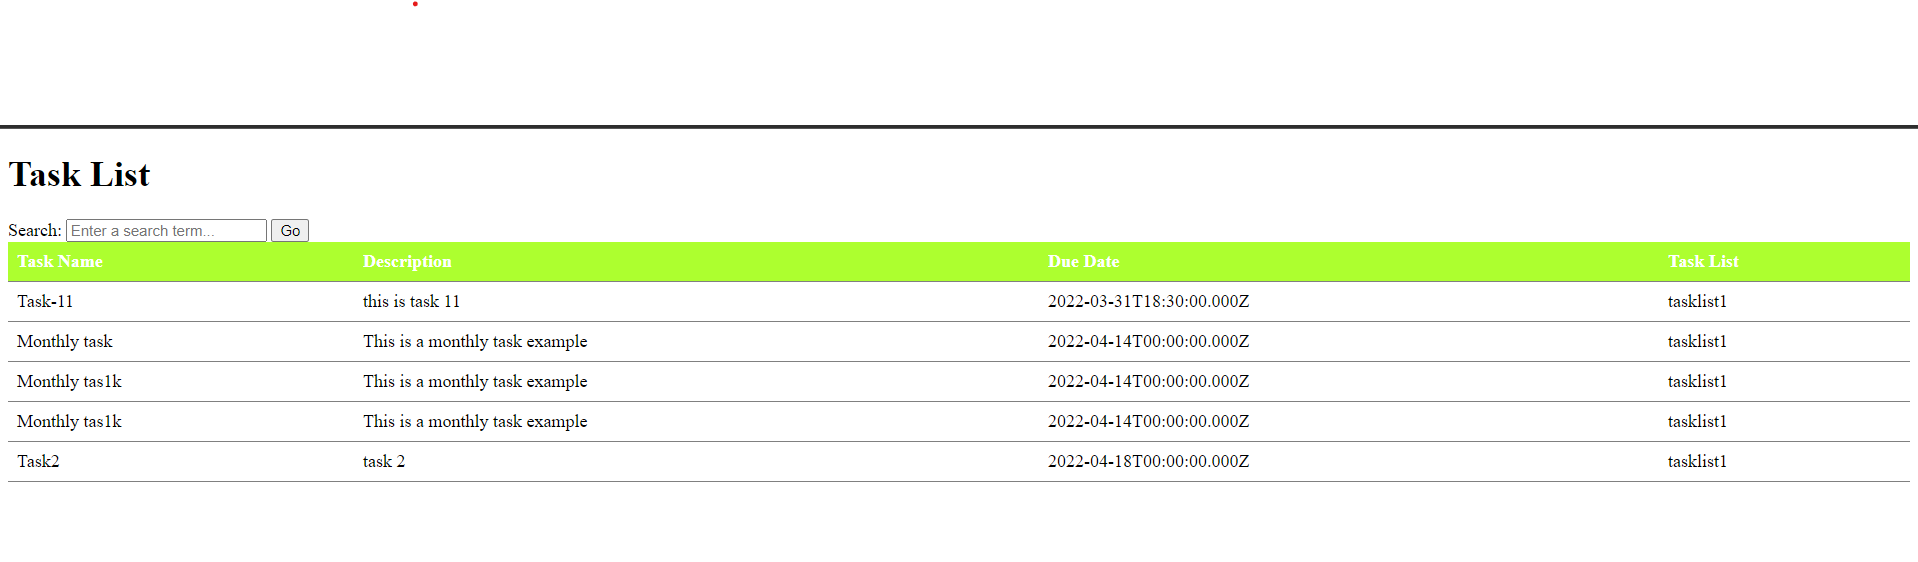 Task List
Search: Enter a search term... Go
Task Name Description Due Date Task List
Task-11 this is task 11 2022-03-31T18:30:00.000Z tasklist1
Monthly task This is a monthly task example 2022-04-14T00:00:00.000Z tasklist1
Monthly tas1k This is a monthly task example 2022-04-14T00:00:00.000Z tasklist1
Monthly tas1k This is a monthly task example 2022-04-14T00:00:00.000Z tasklist1
Task2 task 2 2022-04-18T00:00:00.000Z tasklist1